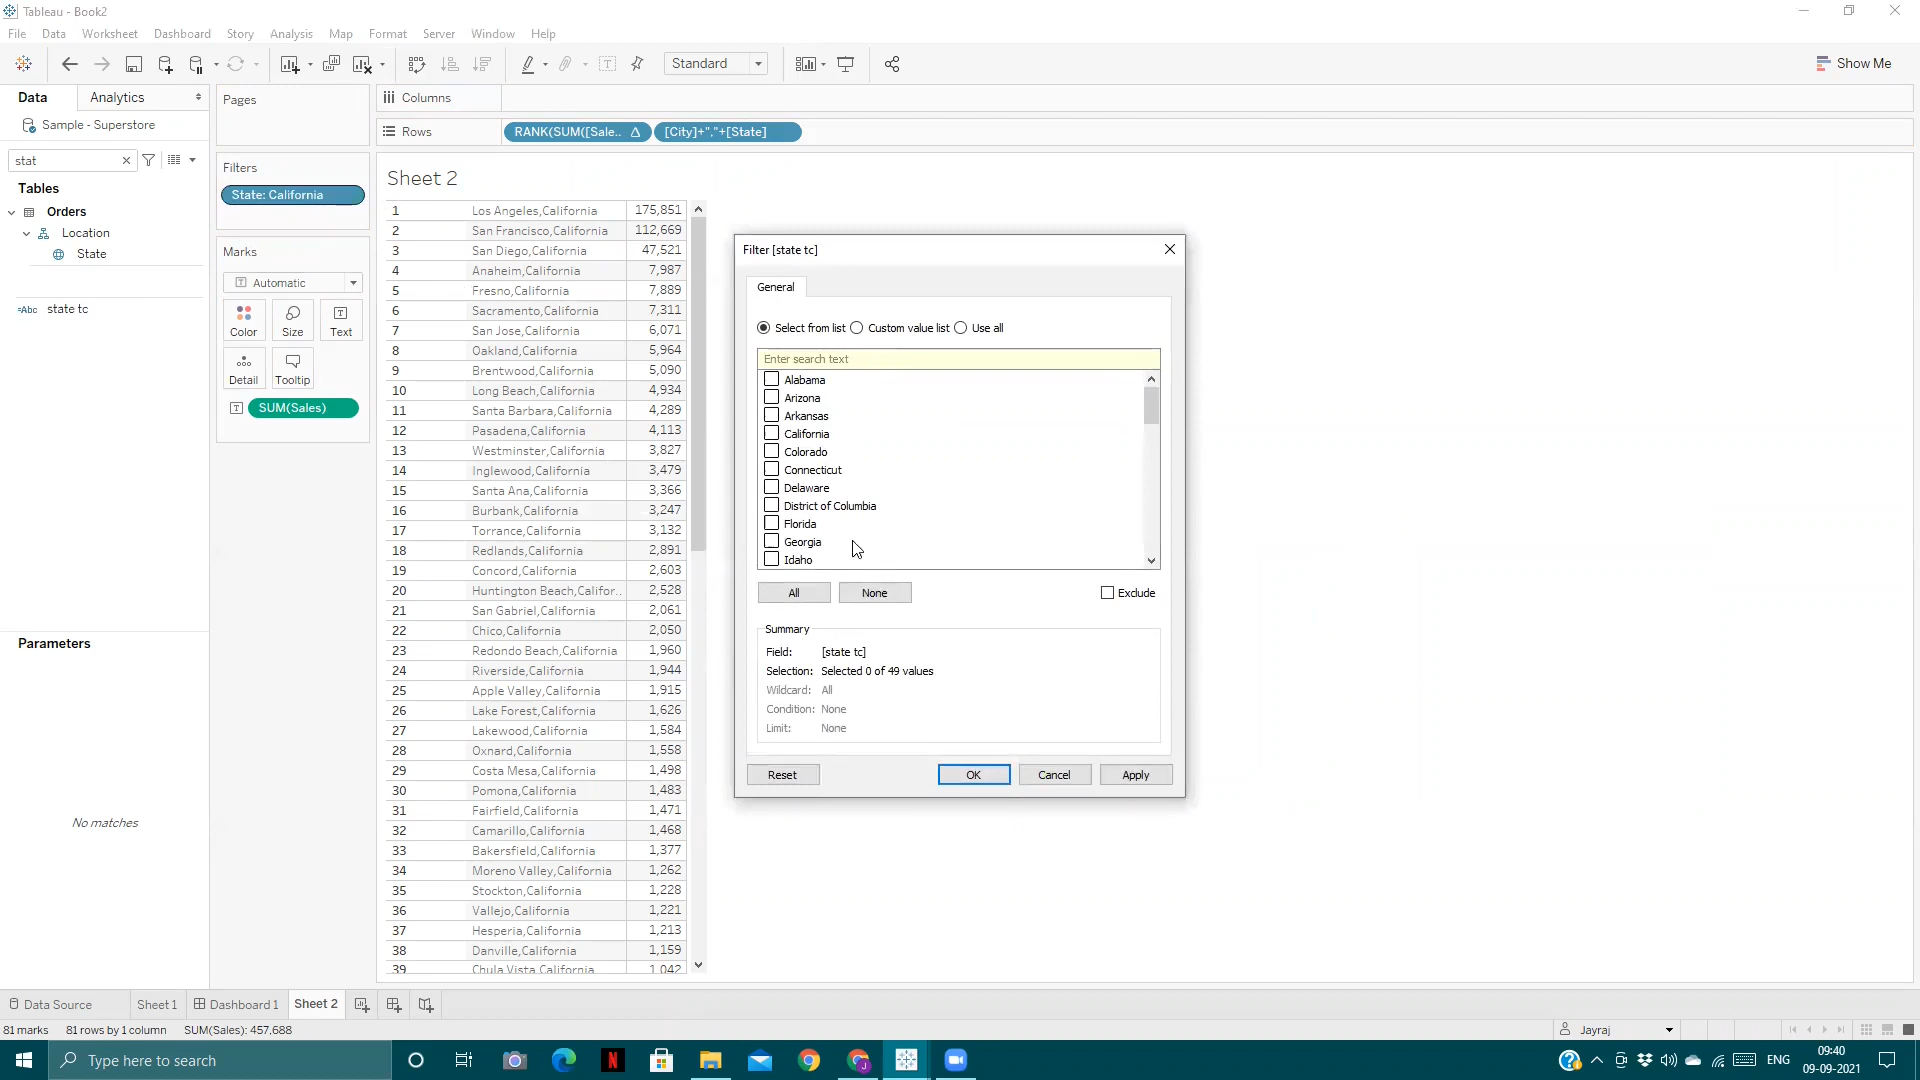 Tableau - Book2
File Data Worksheet Dashboard Story Analysis Map Format Server Window Help
Standard
Show Me
Data Analytics
Sample - Superstore
stat
Tables
Orders
Location
State
Abc state tc
Parameters
No matches
Pages
Filters
State: California
Marks
Automatic
Color Size Text
Detail Tooltip
SUM(Sales)
Columns
Rows RANK(SUM([Sale.. Δ [City]+","+[State]
Sheet 2
1 Los Angeles,California 175,851
2 San Francisco,California 112,669
3 San Diego,California 47,521
4 Anaheim,California 7,987
5 Fresno,California 7,889
6 Sacramento,California 7,311
7 San Jose,California 6,071
8 Oakland,California 5,964
9 Brentwood,California 5,090
10 Long Beach,California 4,934
11 Santa Barbara,California 4,289
12 Pasadena,California 4,113
13 Westminster,California 3,827
14 Inglewood,California 3,479
15 Santa Ana,California 3,366
16 Burbank,California 3,247
17 Torrance,California 3,132
18 Redlands,California 2,891
19 Concord,California 2,603
20 Huntington Beach,Califor.. 2,528
21 San Gabriel,California 2,061
22 Chico,California 2,050
23 Redondo Beach,California 1,960
24 Riverside,California 1,944
25 Apple Valley,California 1,915
26 Lake Forest,California 1,626
27 Lakewood,California 1,584
28 Oxnard,California 1,558
29 Costa Mesa,California 1,498
30 Pomona,California 1,483
31 Fairfield,California 1,471
32 Camarillo,California 1,468
33 Bakersfield,California 1,377
34 Moreno Valley,California 1,262
35 Stockton,California 1,228
36 Vallejo,California 1,221
37 Hesperia,California 1,213
38 Danville,California 1,159
39 Chula Vista,California 1,042
Filter [state tc]
General
Select from list Custom value list Use all
Enter search text
Alabama
Arizona
Arkansas
California
Colorado
Connecticut
Delaware
District of Columbia
Florida
Georgia
Idaho
All None Exclude
Summary
Field: [state tc]
Selection: Selected 0 of 49 values
Wildcard: All
Condition: None
Limit: None
Reset OK Cancel Apply
Data Source Sheet 1 Dashboard 1 Sheet 2
81 marks 81 rows by 1 column SUM(Sales): 457,688 Jayraj
Type here to search
ENG
09:40
09-09-2021